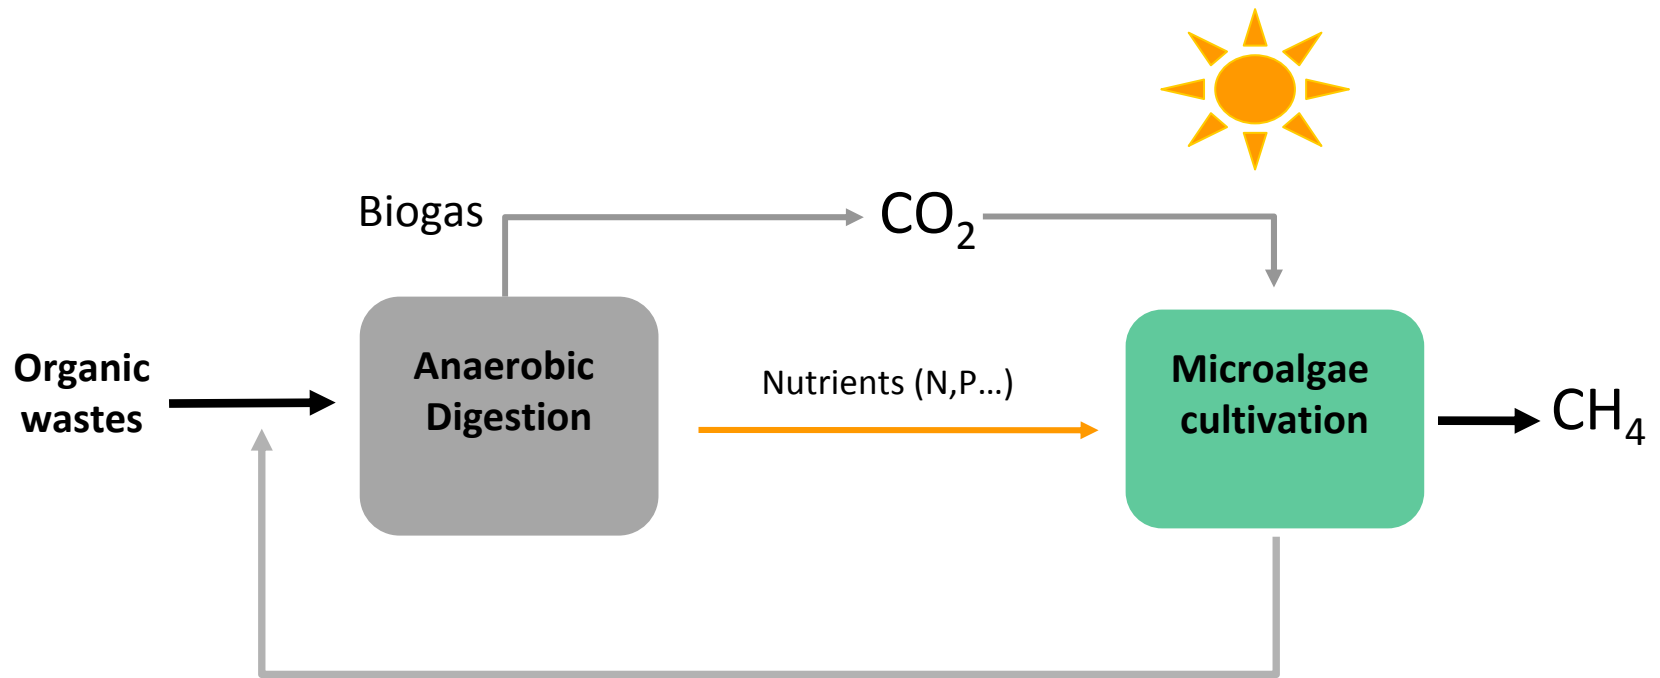 Biogas
CO₂
Organic
wastes
Anaerobic
Digestion
Nutrients (N,P...)
Microalgae
cultivation
CH₄